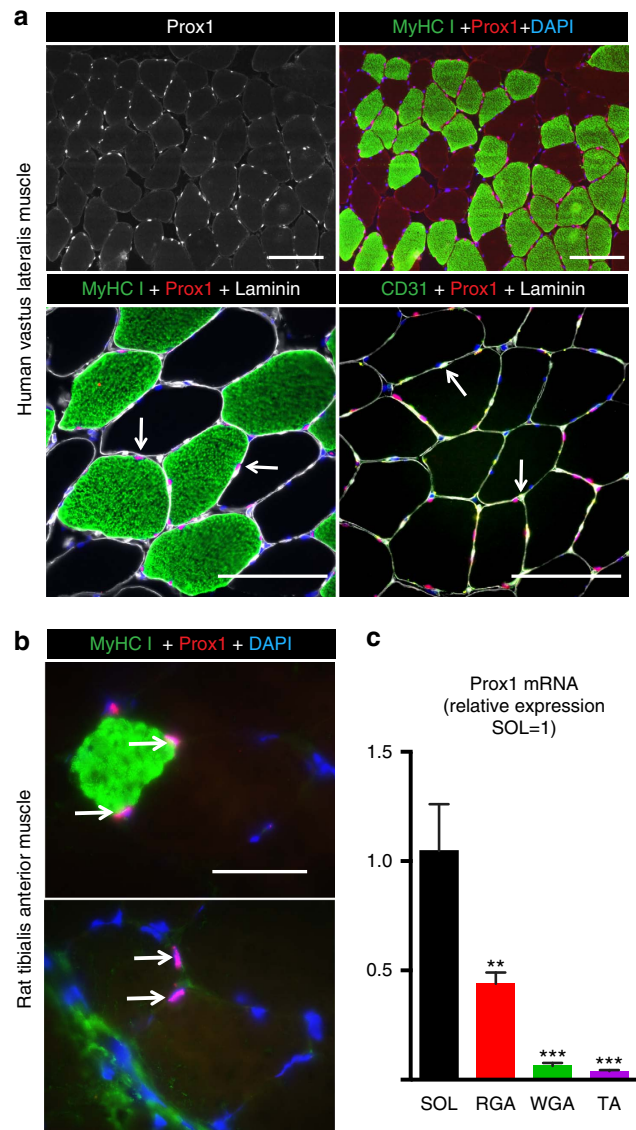 a
Prox1
MyHC I +Prox1+DAPI
Human vastus lateralis muscle
MyHC I + Prox1 + Laminin
CD31 + Prox1 + Laminin
b
MyHC I + Prox1 + DAPI
Rat tibialis anterior muscle
c
Prox1 mRNA
(relative expression
SOL=1)
1.5
1.0
0.5
**
***
***
SOL RGA WGA TA